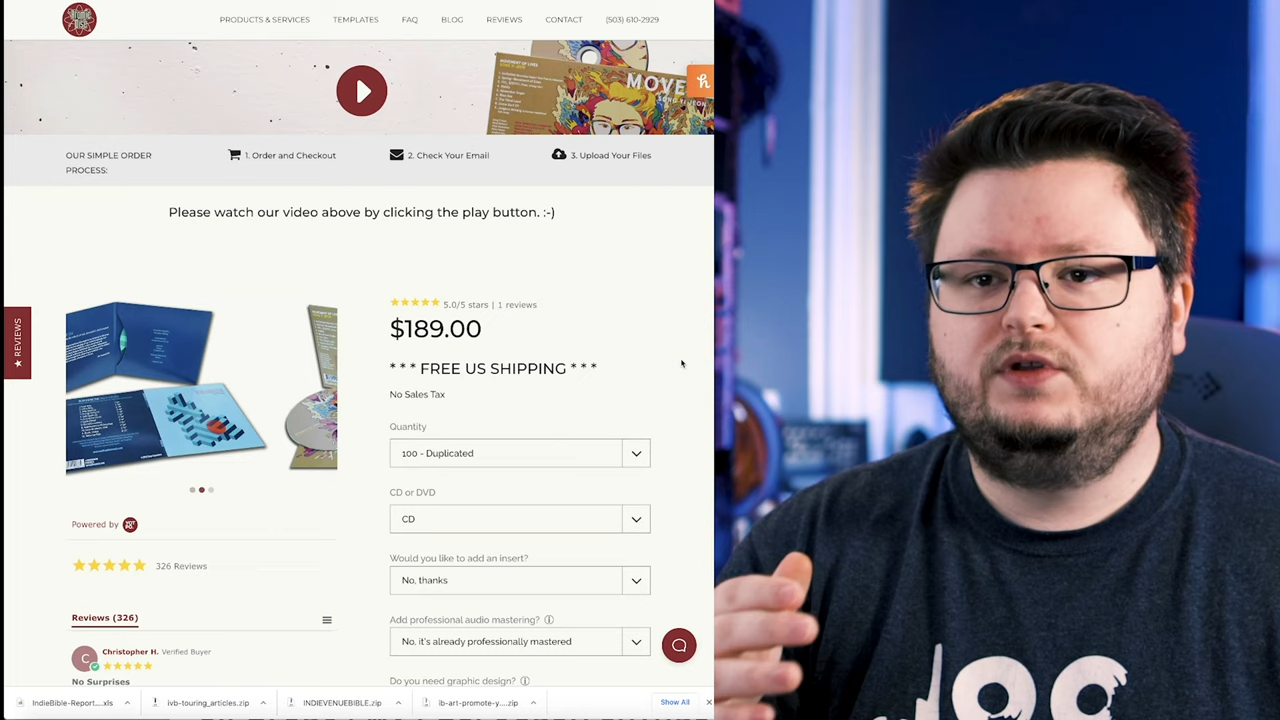 Atomic Disc
PRODUCTS & SERVICES TEMPLATES FAQ BLOG REVIEWS CONTACT (503) 610-2929
MOVE
OUR SIMPLE ORDER PROCESS:
1. Order and Checkout
2. Check Your Email
3. Upload Your Files
Please watch our video above by clicking the play button. :-)
★ REVIEWS
5.0/5 stars | 1 reviews
$189.00
* * * FREE US SHIPPING * * *
No Sales Tax
Quantity
100 - Duplicated
CD or DVD
CD
Would you like to add an insert?
No, thanks
Add professional audio mastering?
No, it's already professionally mastered
Do you need graphic design?
Powered by
326 Reviews
Reviews (326)
C
Christopher H. Verified Buyer
No Surprises
IndieBible-Report....xls
ivb-touring_articles.zip
INDIEVENUEBIBLE.zip
ib-art-promote-y....zip
Show All